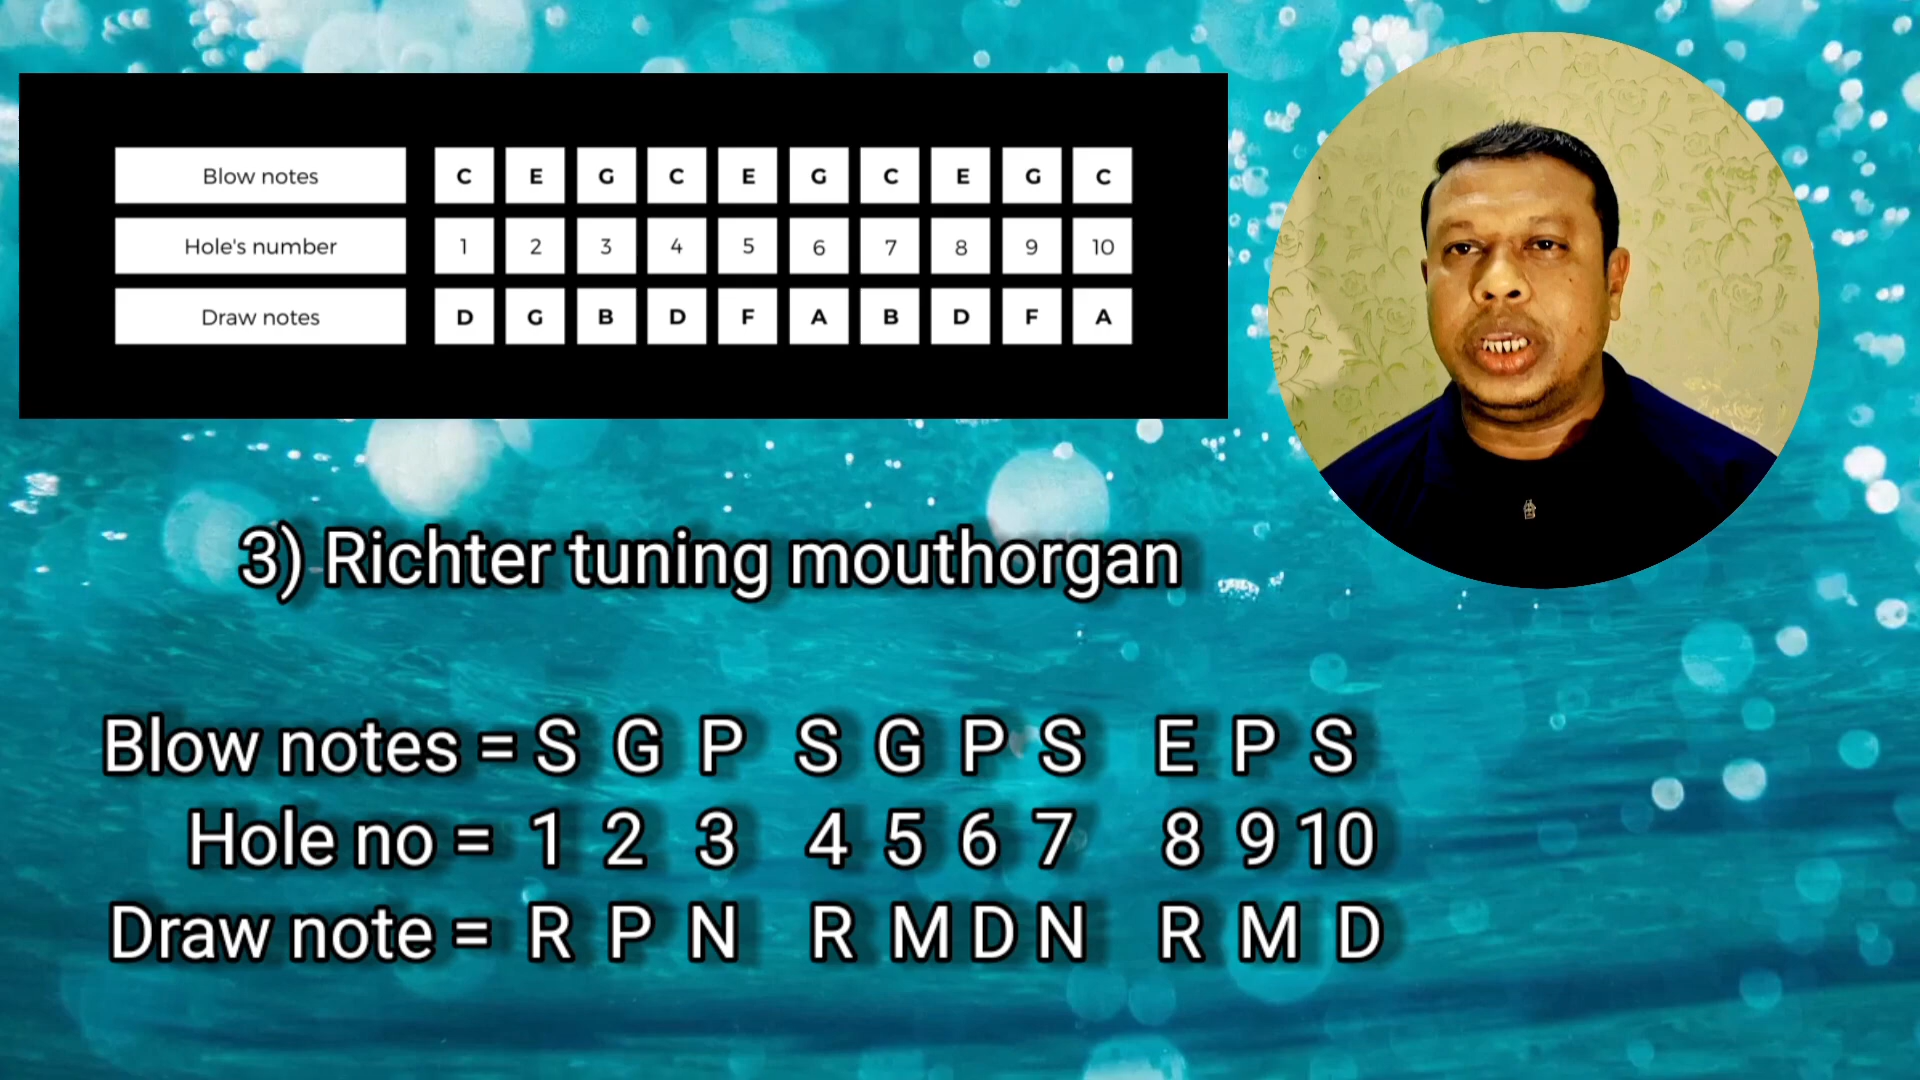 Blow notes C E G C E G C E G C
Hole's number 1 2 3 4 5 6 7 8 9 10
Draw notes D G B D F A B D F A
3) Richter tuning mouthorgan
Blow notes = S G P S G P S E P S
Hole no = 1 2 3 4 5 6 7 8 9 10
Draw note = R P N R M D N R M D